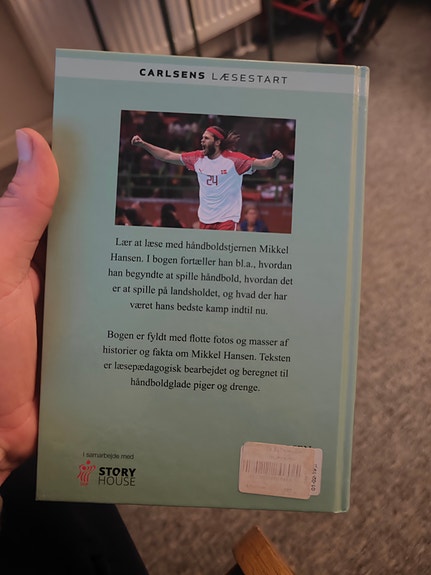 CARLSENS LÆSESTART
24
Lær at læse med håndboldstjernen Mikkel
Hansen. I bogen fortæller han bl.a., hvordan
han begyndte at spille håndbold, hvordan det
er at spille på landsholdet, og hvad der har
været hans bedste kamp indtil nu.
Bogen er fyldt med flotte fotos og masser af
historier og fakta om Mikkel Hansen. Teksten
er læsepædagogisk bearbejdet og beregnet til
håndboldglade piger og drenge.
I samarbejde med
STORY
HOUSE